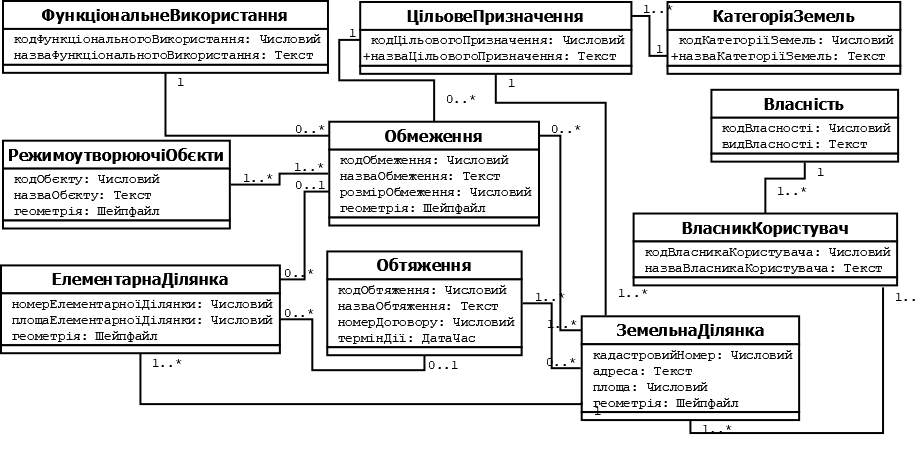 ФункціональнеВикористання
кодФункціонального​Використання: Числовий
назваФункціонального​Використання: Текст
ЦільовеПризначення
кодЦільовогоПризначення: Числовий
+назваЦільовогоПризначення: Текст
КатегоріяЗемель
кодКатегоріїЗемель: Числовий
+назваКатегоріїЗемель: Текст
1..*
1
1
1
1
0..*
Власність
кодВласності: Числовий
видВласності: Текст
1
1..*
0..*
0..*
Обмеження
кодОбмеження: Числовий
назваОбмеження: Текст
розмірОбмеження: Числовий
геометрія: Шейпфайл
РежимоутворюючіОбєкти
кодОбєкту: Числовий
назваОбєкту: Текст
геометрія: Шейпфайл
1..*
1..*
0..1
ВласникКористувач
кодВласникаКористувача: Числовий
назваВласникаКористувача: Текст
1..
ЕлементарнаДілянка
номерЕлементарноїДілянки: Числовий
площаЕлементарноїДілянки: Числовий
геометрія: Шейпфайл
0..*
0..*
1..*
Обтяження
кодОбтяження: Числовий
назваОбтяження: Текст
номерДоговору: Числовий
термінДії: ДатаЧас
0..1
1..*
1..*
1..*
0..*
ЗемельнаДілянка
кадастровийНомер: Числовий
адреса: Текст
площа: Числовий
геометрія: Шейпфайл
1
1..*